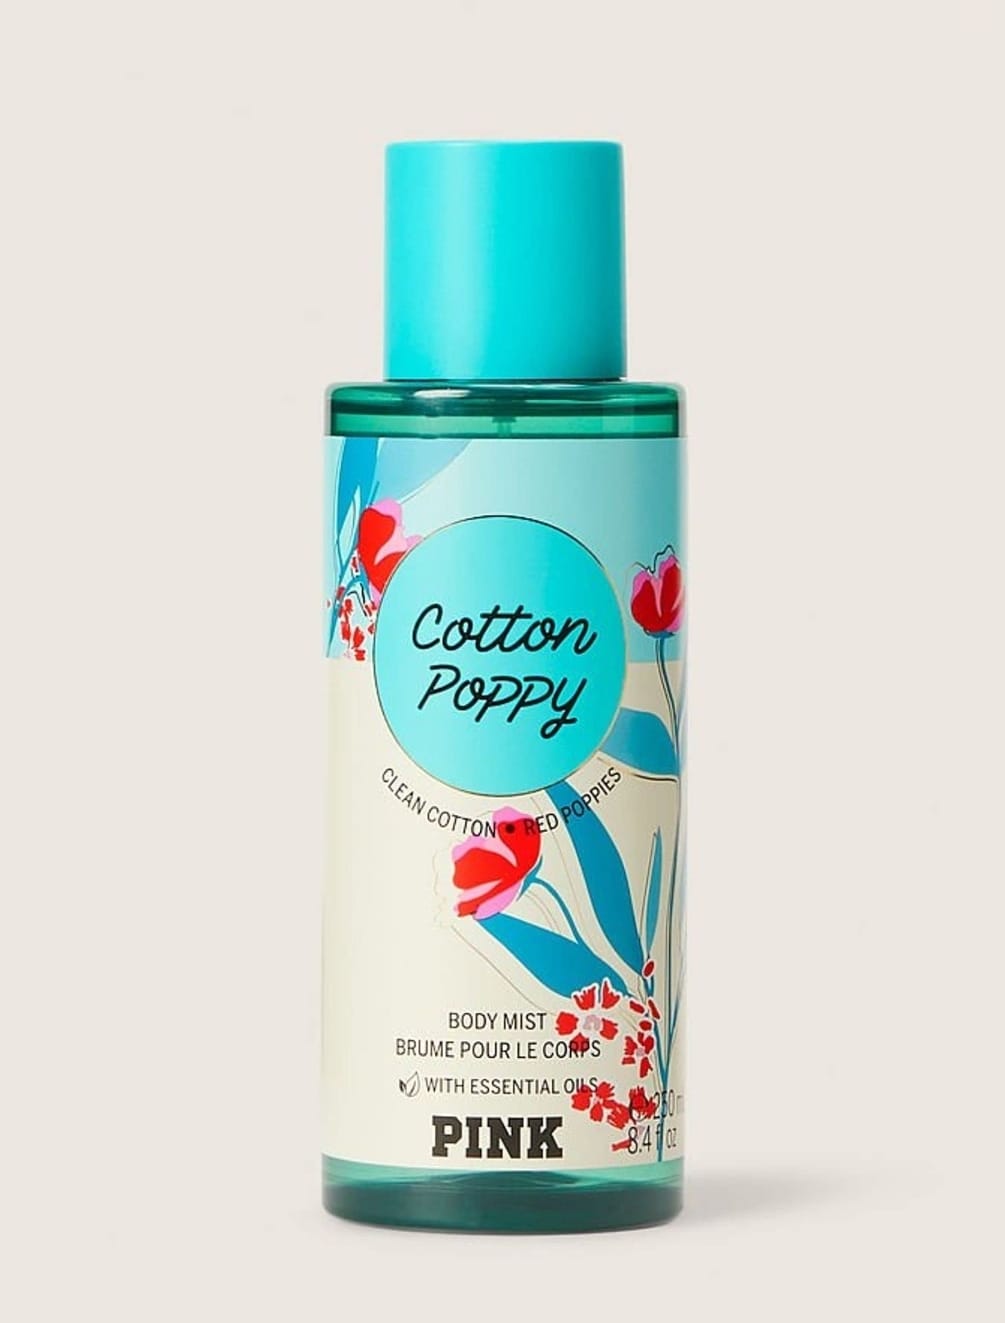 Cotton
Poppy
CLEAN COTTON • RED POPPIES
BODY MIST
BRUME POUR LE CORPS
WITH ESSENTIAL OILS
PINK
250 m
8.4 fl oz